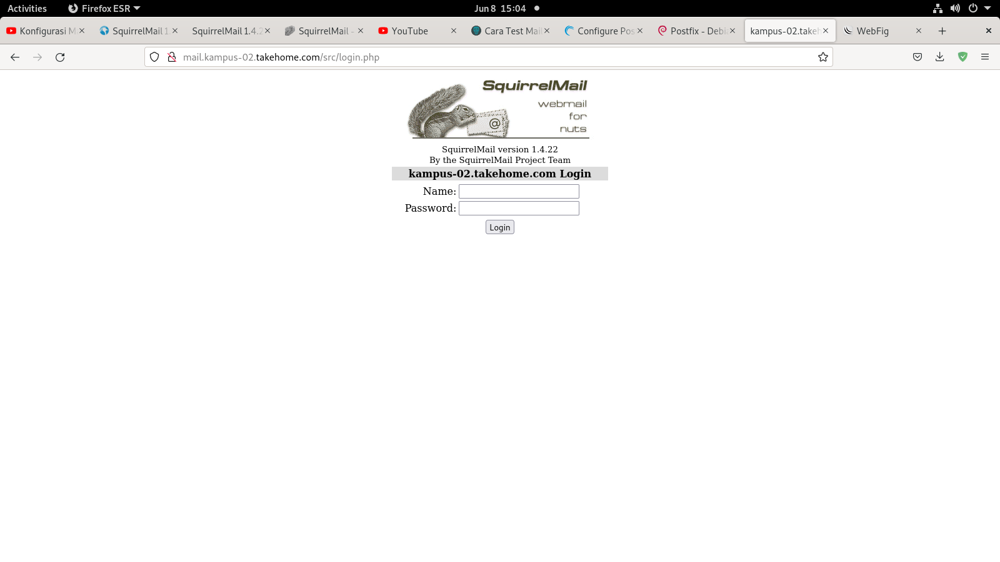 Activities
Firefox ESR
Jun 8 15:04
Konfigurasi M
SquirrelMail 1.
SquirrelMail 1.4.2
SquirrelMail -
YouTube
Cara Test Mail
Configure Pos
Postfix - Debi
kampus-02.takeh
WebFig
mail.kampus-02.takehome.com/src/login.php
SquirrelMail
webmail
for
nuts
@
SquirrelMail version 1.4.22
By the SquirrelMail Project Team
kampus-02.takehome.com Login
Name:
Password:
Login